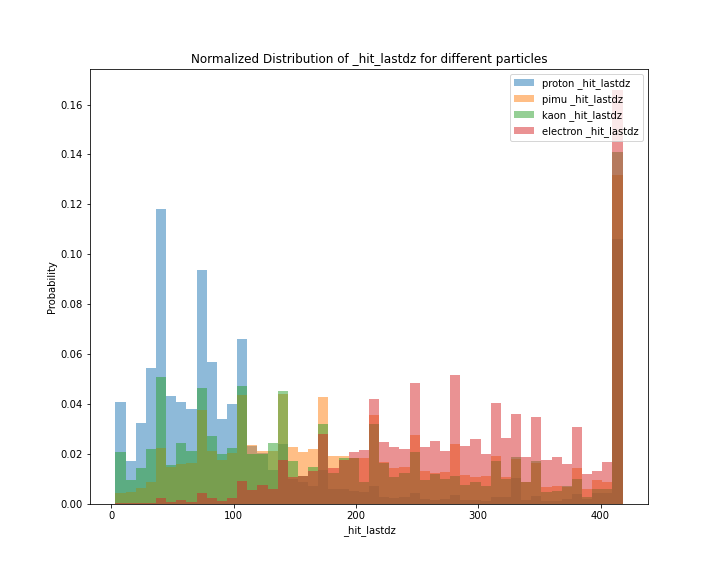 Normalized Distribution of _hit_lastdz for different particles
proton _hit_lastdz
pimu _hit_lastdz
kaon _hit_lastdz
electron _hit_lastdz
Probability
0.16
0.14
0.12
0.10
0.08
0.06
0.04
0.02
0.00
0 100 200 300 400
_hit_lastdz